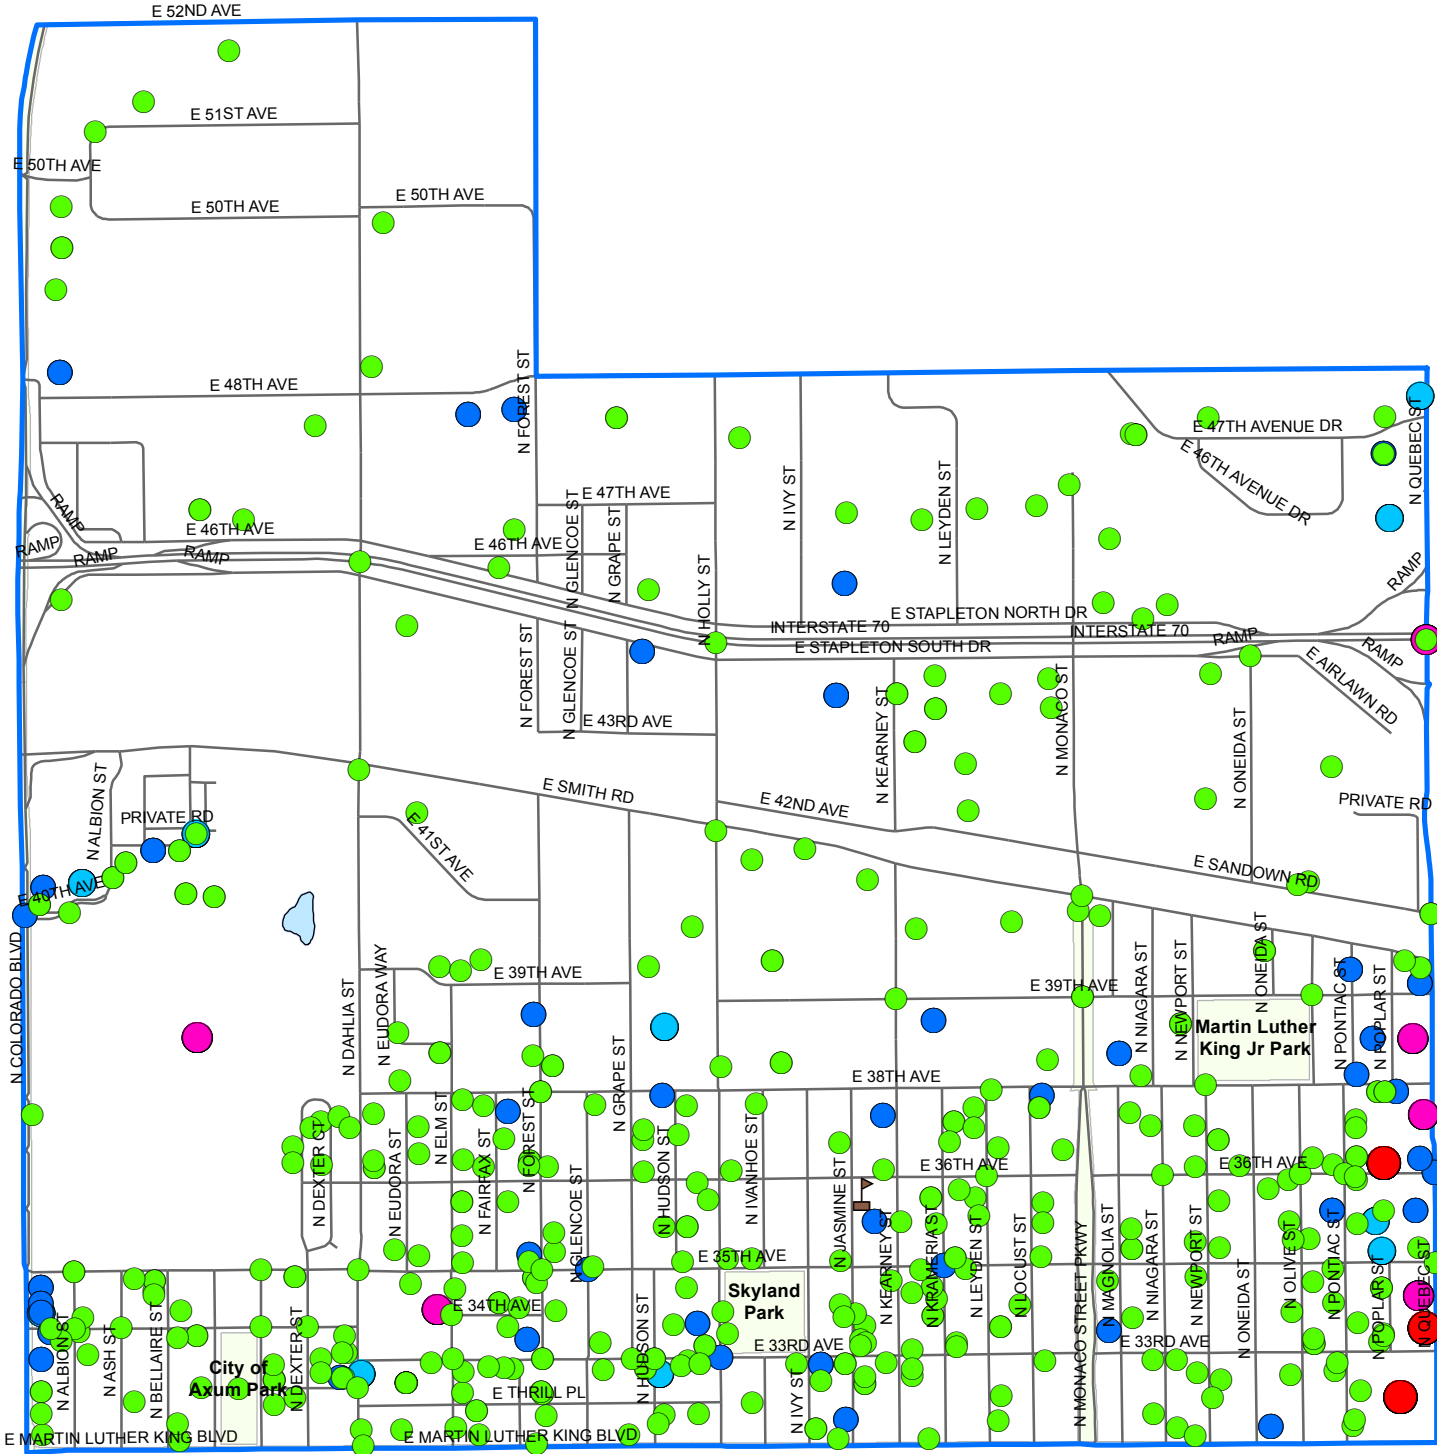 E 52ND AVE
E 51ST AVE
E 50TH AVE
E 50TH AVE
E 50TH AVE
E 48TH AVE
N FOREST ST
E 47TH AVENUE DR
E 46TH AVENUE DR
N QUEBEC ST
N IVY ST
N LEYDEN ST
E 47TH AVE
RAMP
RAMP
RAMP
RAMP
E 46TH AVE
E 46TH AVE
N GLENCOE ST
N GRAPE ST
N HOLLY ST
RAMP
E STAPLETON NORTH DR
INTERSTATE 70
INTERSTATE 70
RAMP
E STAPLETON SOUTH DR
RAMP
E AIRLAWN RD
N FOREST ST
N GLENCOE ST
E 43RD AVE
N KEARNEY ST
N MONACO ST
N ONEIDA ST
E SMITH RD
E 42ND AVE
PRIVATE RD
N ALBION ST
PRIVATE RD
E 41ST AVE
E SANDOWN RD
E 40TH AVE
N COLORADO BLVD
N DAHLIA ST
N EUDORA WAY
E 39TH AVE
E 39TH AVE
N NIAGARA ST
N NEWPORT ST
N ONEIDA ST
N PONTIAC ST
N POPLAR ST
Martin Luther
King Jr Park
N GRAPE ST
E 38TH AVE
N DEXTER CT
N EUDORA ST
N ELM ST
N FAIRFAX ST
N FOREST ST
N GLENCOE ST
N HUDSON ST
N IVANHOE ST
N JASMINE ST
E 36TH AVE
E 36TH AVE
N KEARNEY ST
N KRAMERIA ST
N LEYDEN ST
N LOCUST ST
N MONACO STREET PKWY
N MAGNOLIA ST
N NIAGARA ST
N NEWPORT ST
N ONEIDA ST
N OLIVE ST
N PONTIAC ST
N POPLAR ST
N QUEBEC ST
E 35TH AVE
Skyland
Park
E 34TH AVE
E 33RD AVE
E 33RD AVE
N ALBION ST
N NASH ST
N BELLAIRE ST
City of
Axum Park
N DEXTER ST
N HUDSON ST
N IVY ST
E THRILL PL
E MARTIN LUTHER KING BLVD
E MARTIN LUTHER KING BLVD